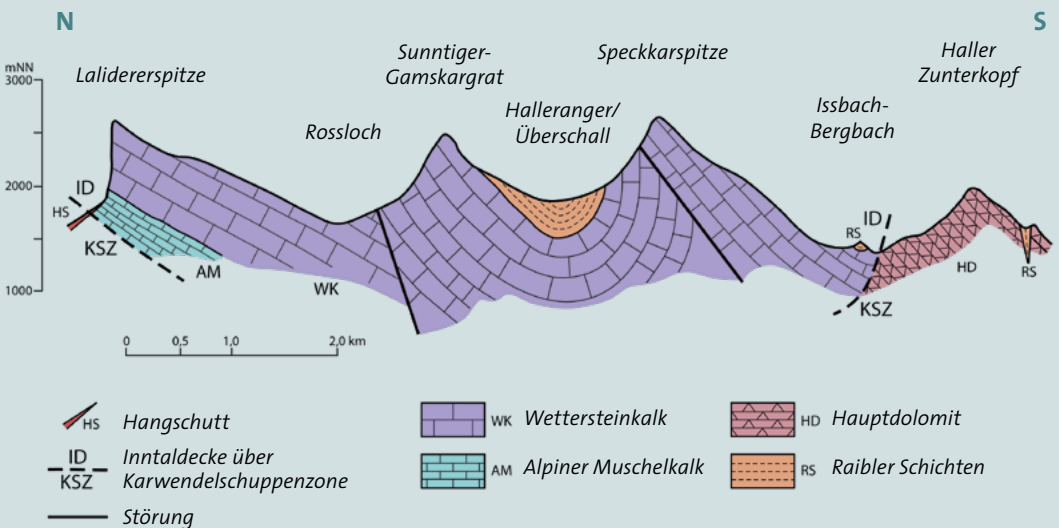 N
S
mNN
3000
2000
1000
Lalidererspitze
Rossloch
Sunntiger-
Gamskargrat
Halleranger/
Überschall
Speckkarspitze
Issbach-
Bergbach
Haller
Zunterkopf
HS
ID
KSZ
AM
WK
RS
ID
KSZ
HD
RS
0
0,5
1,0
2,0 km
HS Hangschutt
ID
KSZ
Inntaldecke über
Karwendelschuppenzone
Störung
WK Wettersteinkalk
AM Alpiner Muschelkalk
HD Hauptdolomit
RS Raibler Schichten